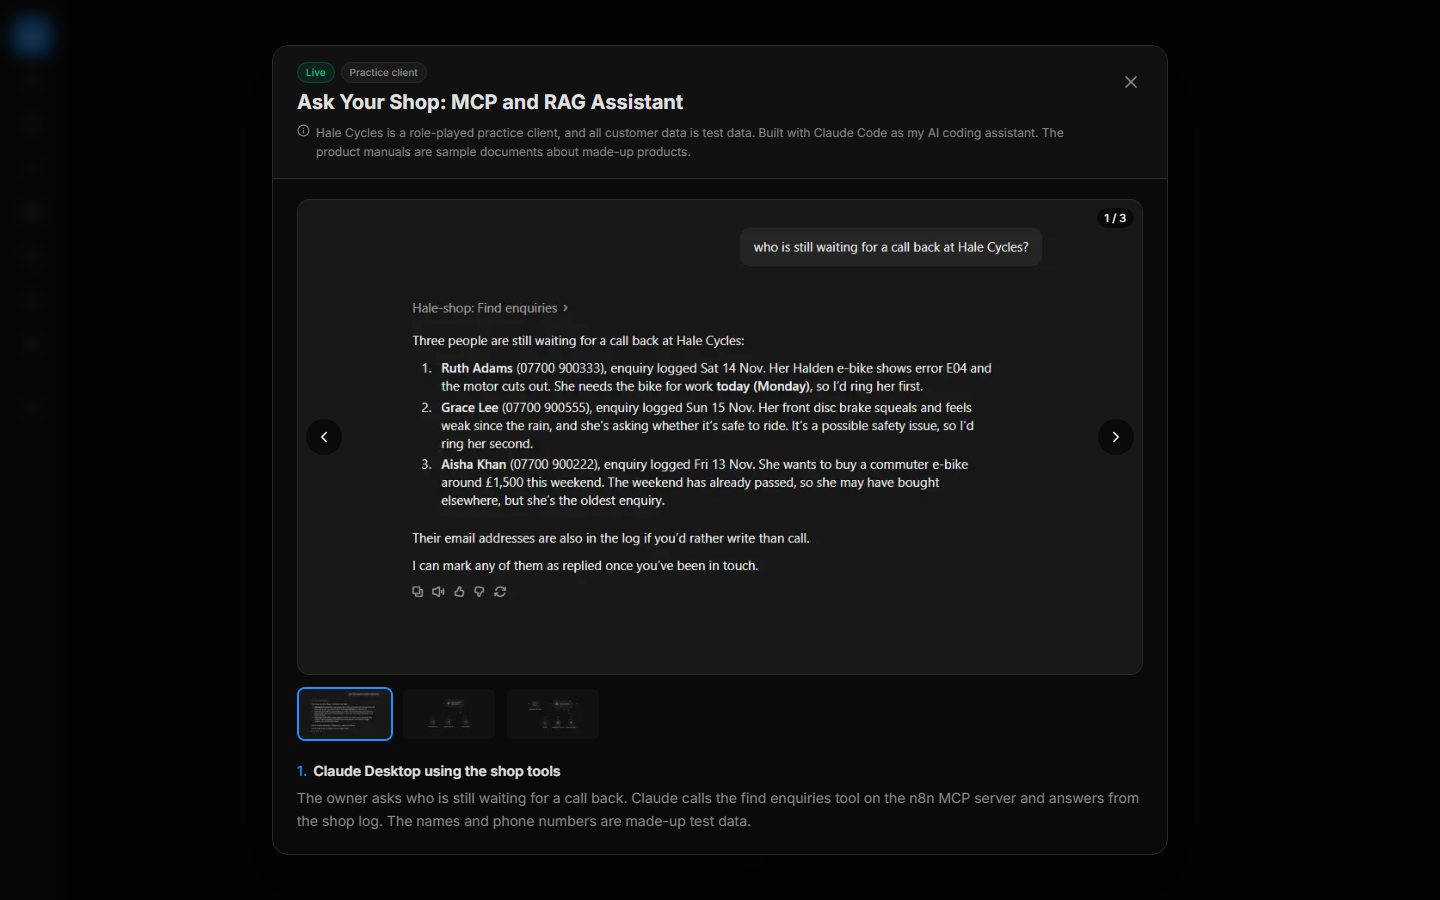 Live
Practice client
Ask Your Shop: MCP and RAG Assistant
Hale Cycles is a role-played practice client, and all customer data is test data. Built with Claude Code as my AI coding assistant. The
product manuals are sample documents about made-up products.
1 / 3
who is still waiting for a call back at Hale Cycles?
Hale-shop: Find enquiries
Three people are still waiting for a call back at Hale Cycles:
1. Ruth Adams (07700 900333), enquiry logged Sat 14 Nov. Her Halden e-bike shows error E04 and
the motor cuts out. She needs the bike for work today (Monday), so I'd ring her first.
2. Grace Lee (07700 900555), enquiry logged Sun 15 Nov. Her front disc brake squeals and feels
weak since the rain, and she's asking whether it's safe to ride. It's a possible safety issue, so I'd
ring her second.
3. Aisha Khan (07700 900222), enquiry logged Fri 13 Nov. She wants to buy a commuter e-bike
around £1,500 this weekend. The weekend has already passed, so she may have bought
elsewhere, but she's the oldest enquiry.
Their email addresses are also in the log if you'd rather write than call.
I can mark any of them as replied once you've been in touch.
1. Claude Desktop using the shop tools
The owner asks who is still waiting for a call back. Claude calls the find enquiries tool on the n8n MCP server and answers from
the shop log. The names and phone numbers are made-up test data.